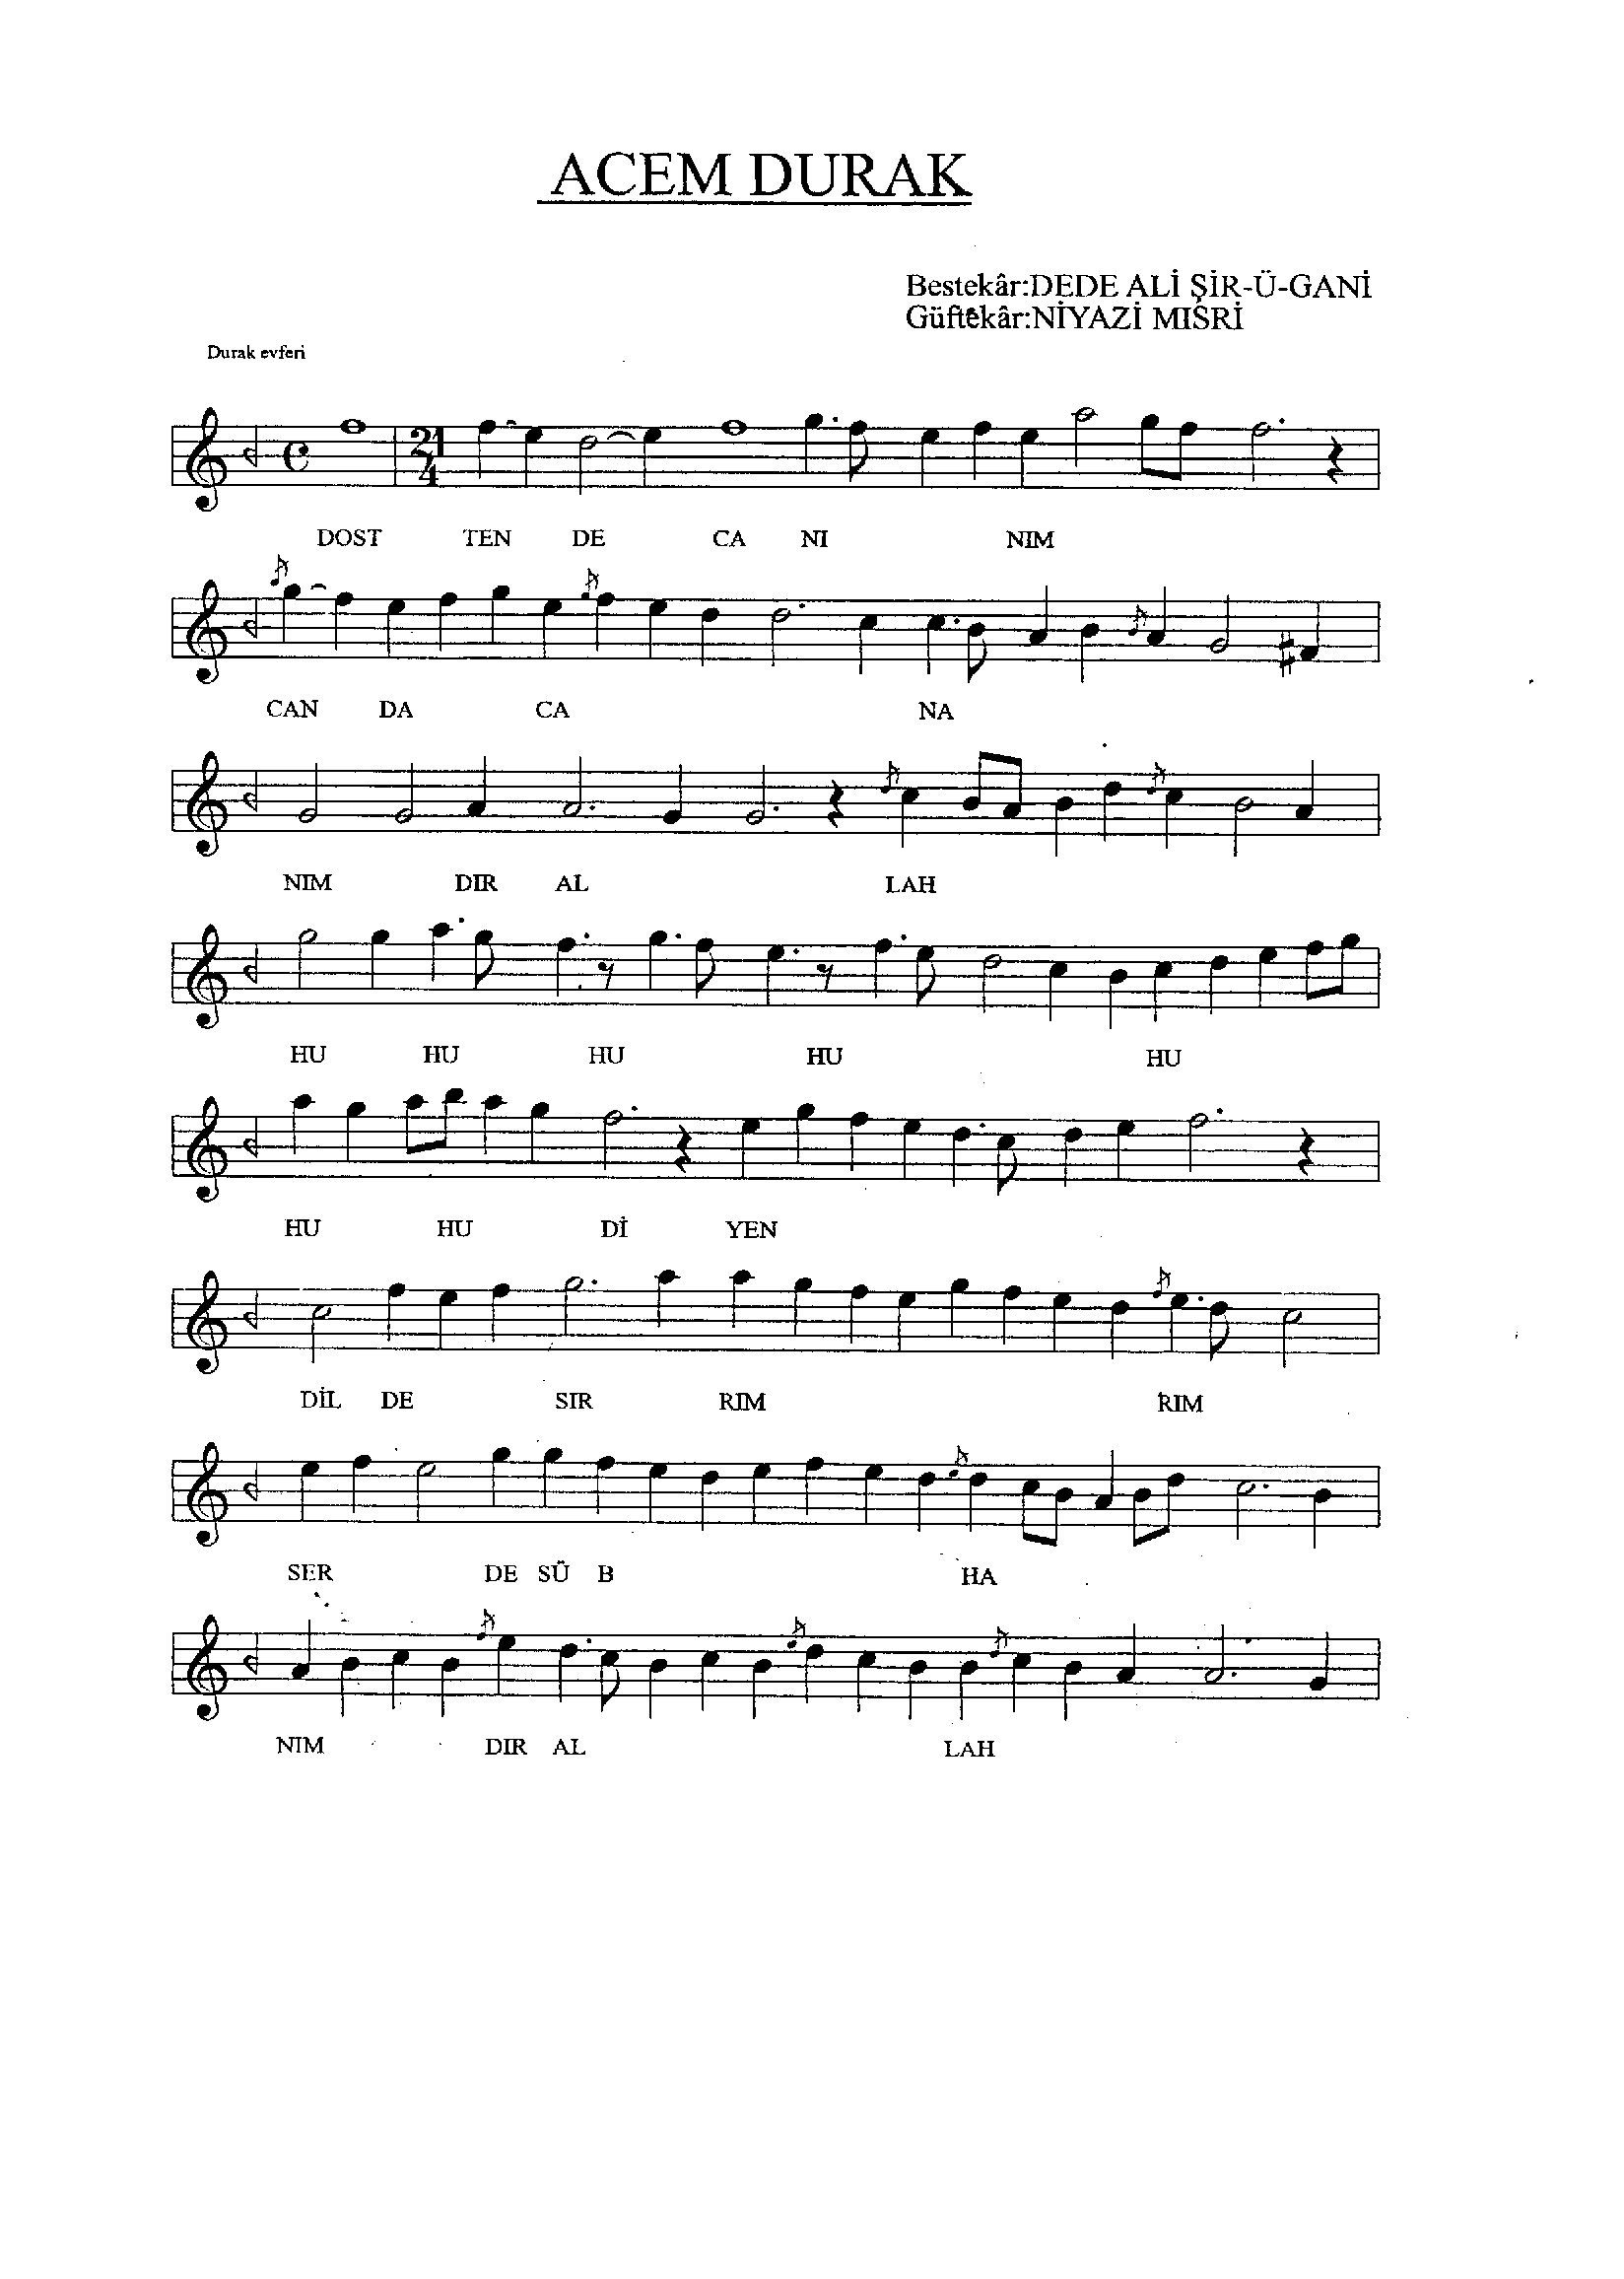 ACEM DURAK
Bestekâr:DEDE ALİ ŞİR-Ü-GANİ
Güftekâr:NİYAZİ MISRİ
Durak evferi
21
4
DOST TEN DE CA NI NIM
CAN DA CA NA
NIM DIR AL LAH
HU HU HU HU HU
HU HU Dİ YEN
DİL DE SIR RIM RIM
SER DE SÜ B HA
NIM DIR AL LAH